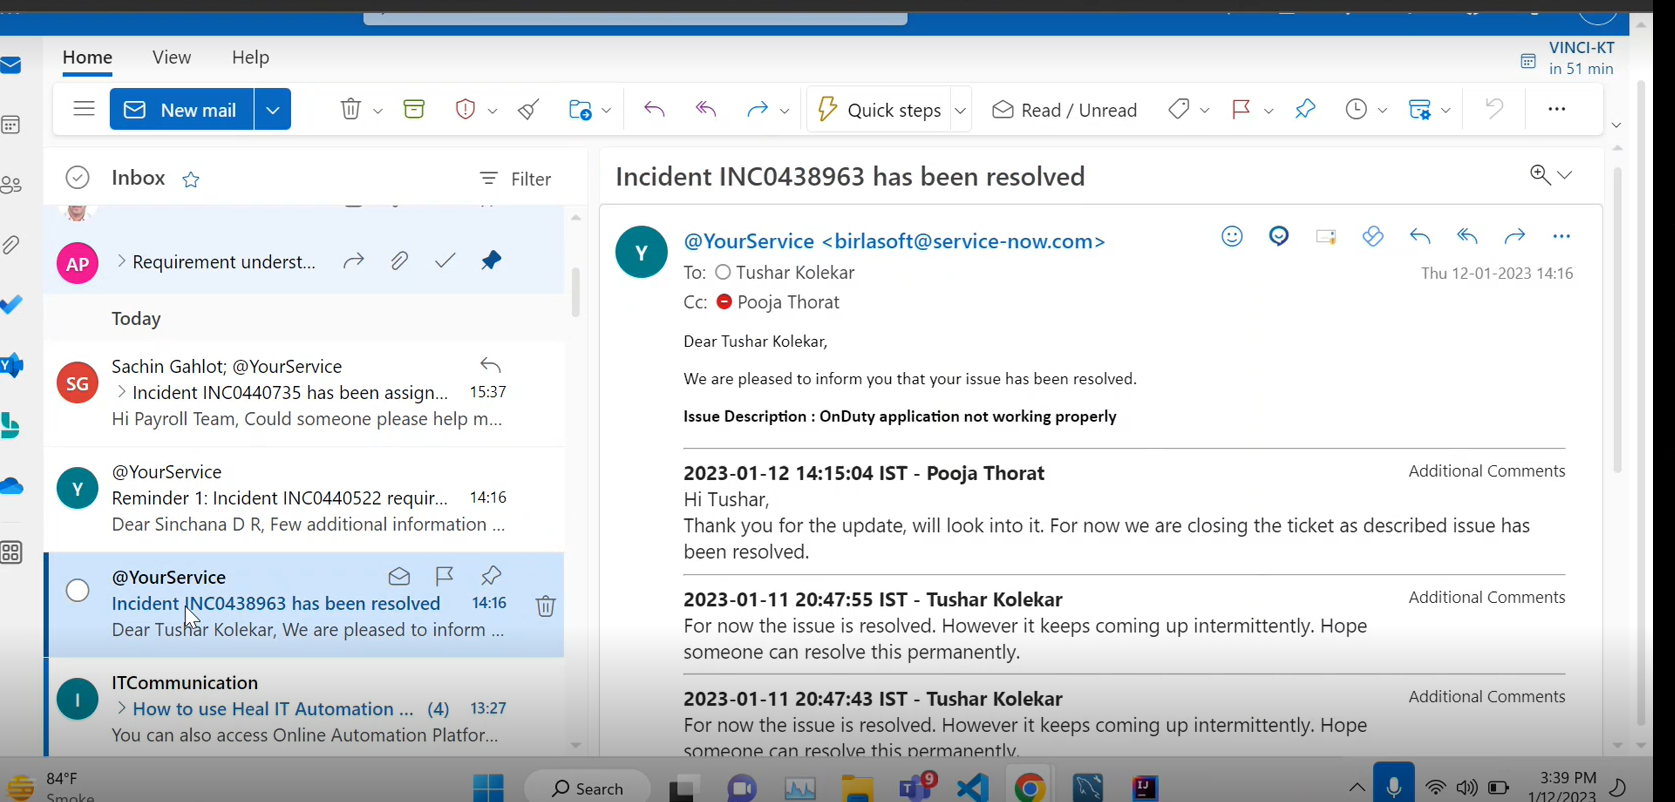 Home View Help
VINCI-KT
in 51 min
New mail
Quick steps
Read / Unread
Inbox
Filter
AP
Requirement underst...
Today
Sachin Gahlot; @YourService
SG
Incident INC0440735 has been assign... 15:37
Hi Payroll Team, Could someone please help m...
@YourService
Y
Reminder 1: Incident INC0440522 requir... 14:16
Dear Sinchana D R, Few additional information ...
@YourService
Incident INC0438963 has been resolved 14:16
Dear Tushar Kolekar, We are pleased to inform ...
ITCommunication
I
How to use Heal IT Automation ... (4) 13:27
You can also access Online Automation Platfor...
Incident INC0438963 has been resolved
Y
@YourService <birlasoft@service-now.com>
To: Tushar Kolekar
Thu 12-01-2023 14:16
Cc: Pooja Thorat
Dear Tushar Kolekar,
We are pleased to inform you that your issue has been resolved.
Issue Description : OnDuty application not working properly
2023-01-12 14:15:04 IST - Pooja Thorat Additional Comments
Hi Tushar,
Thank you for the update, will look into it. For now we are closing the ticket as described issue has
been resolved.
2023-01-11 20:47:55 IST - Tushar Kolekar Additional Comments
For now the issue is resolved. However it keeps coming up intermittently. Hope
someone can resolve this permanently.
2023-01-11 20:47:43 IST - Tushar Kolekar Additional Comments
For now the issue is resolved. However it keeps coming up intermittently. Hope
someone can resolve this permanently.
84°F
Smoke
Search
9
3:39 PM
1/12/2023